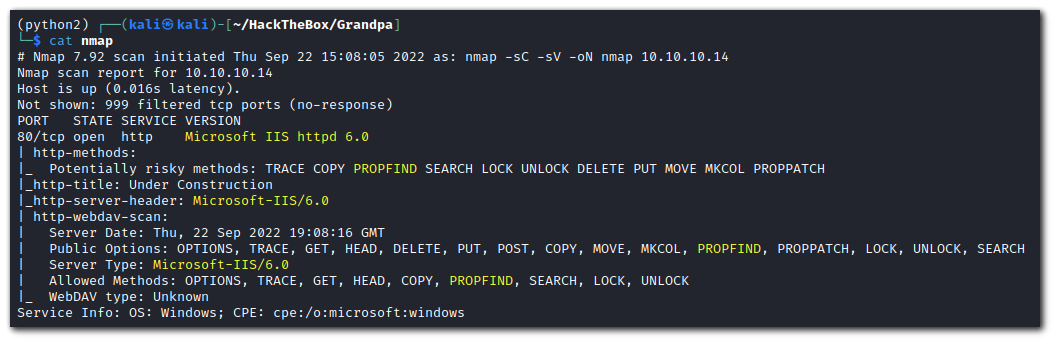 (python2) ┌──(kali㉿kali)-[~/HackTheBox/Grandpa]
└─$ cat nmap
# Nmap 7.92 scan initiated Thu Sep 22 15:08:05 2022 as: nmap -sC -sV -oN nmap 10.10.10.14
Nmap scan report for 10.10.10.14
Host is up (0.016s latency).
Not shown: 999 filtered tcp ports (no-response)
PORT   STATE SERVICE VERSION
80/tcp open  http    Microsoft IIS httpd 6.0
| http-methods:
|_  Potentially risky methods: TRACE COPY PROPFIND SEARCH LOCK UNLOCK DELETE PUT MOVE MKCOL PROPPATCH
|_http-title: Under Construction
|_http-server-header: Microsoft-IIS/6.0
| http-webdav-scan:
|   Server Date: Thu, 22 Sep 2022 19:08:16 GMT
|   Public Options: OPTIONS, TRACE, GET, HEAD, DELETE, PUT, POST, COPY, MOVE, MKCOL, PROPFIND, PROPPATCH, LOCK, UNLOCK, SEARCH
|   Server Type: Microsoft-IIS/6.0
|   Allowed Methods: OPTIONS, TRACE, GET, HEAD, COPY, PROPFIND, SEARCH, LOCK, UNLOCK
|_  WebDAV type: Unknown
Service Info: OS: Windows; CPE: cpe:/o:microsoft:windows